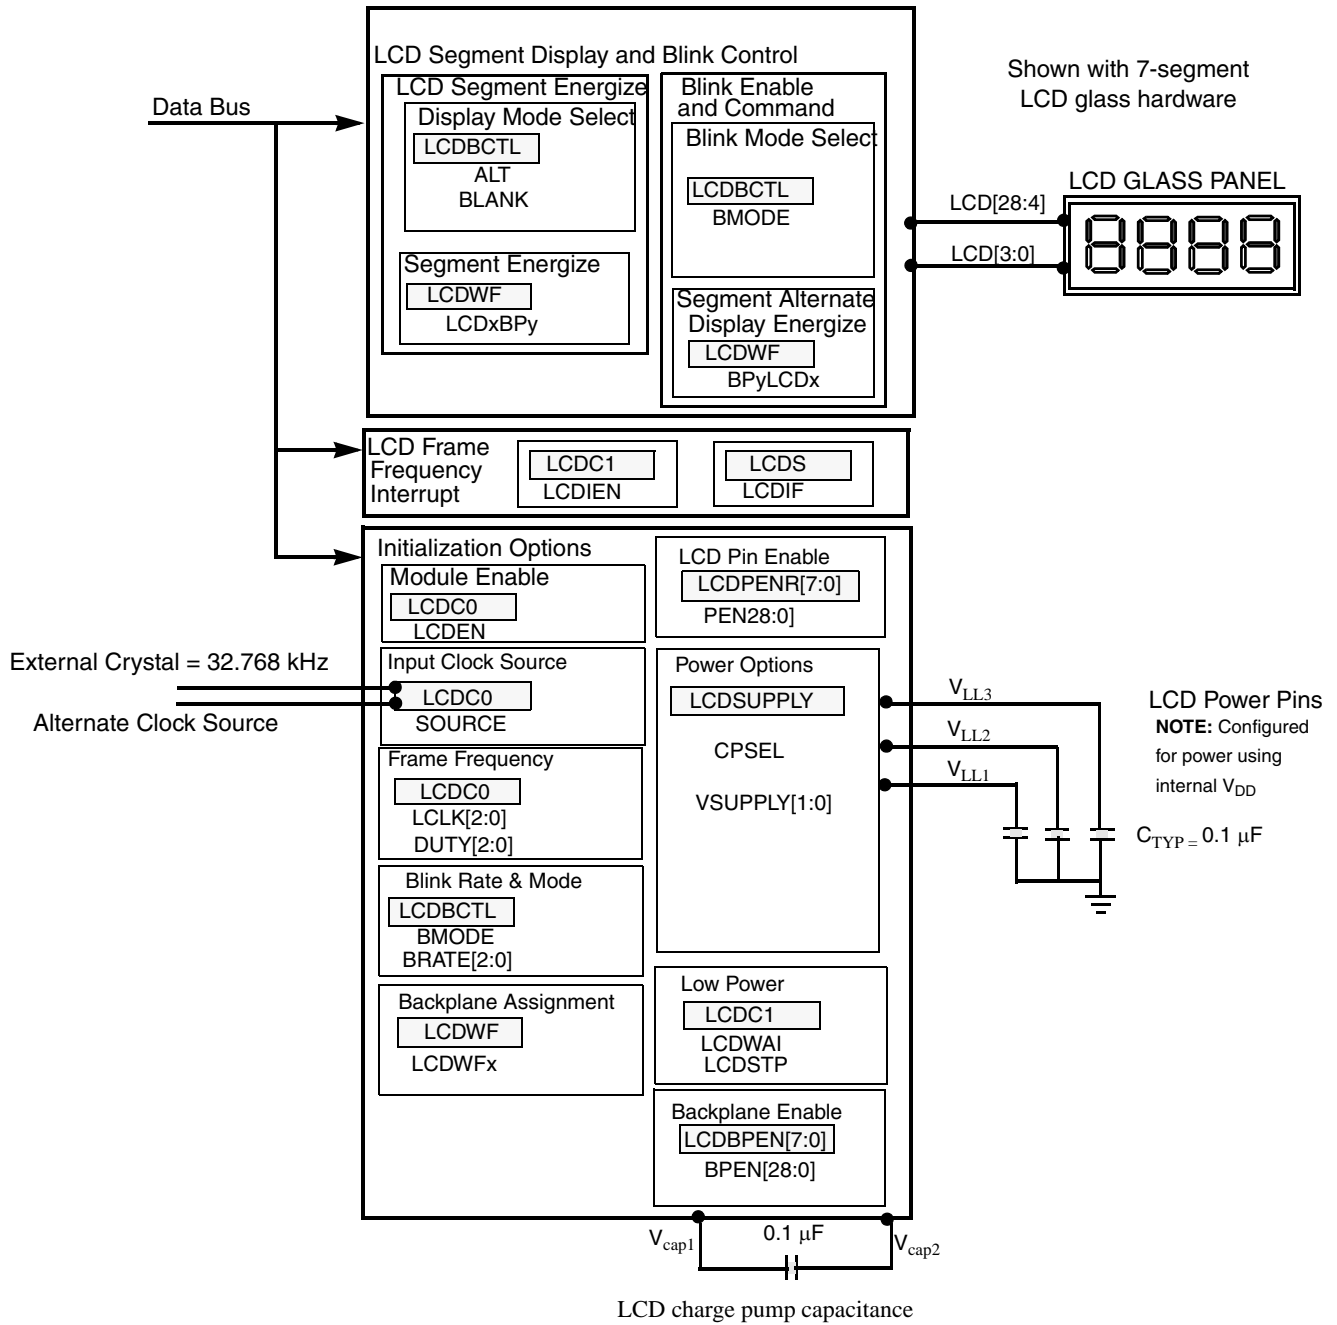 LCD Segment Display and Blink Control
LCD Segment Energize
Display Mode Select
LCDBCTL
ALT
BLANK
Segment Energize
LCDWF
LCDxBPy
Blink Enable
and Command
Blink Mode Select
LCDBCTL
BMODE
Segment Alternate
Display Energize
LCDWF
BPyLCDx
Data Bus
Shown with 7-segment
LCD glass hardware
LCD GLASS PANEL
LCD[28:4]
LCD[3:0]
LCD Frame
Frequency
Interrupt
LCDC1
LCDIEN
LCDS
LCDIF
Initialization Options
Module Enable
LCDC0
LCDEN
External Crystal = 32.768 kHz
Alternate Clock Source
Input Clock Source
LCDC0
SOURCE
Frame Frequency
LCDC0
LCLK[2:0]
DUTY[2:0]
Blink Rate & Mode
LCDBCTL
BMODE
BRATE[2:0]
Backplane Assignment
LCDWF
LCDWFx
LCD Pin Enable
LCDPENR[7:0]
PEN28:0]
Power Options
LCDSUPPLY
CPSEL
VSUPPLY[1:0]
Low Power
LCDC1
LCDWAI
LCDSTP
Backplane Enable
LCDBPEN[7:0]
BPEN[28:0]
VLL3
VLL2
VLL1
LCD Power Pins
NOTE: Configured
for power using
internal VDD
CTYP = 0.1 µF
Vcap1
0.1 µF
Vcap2
LCD charge pump capacitance